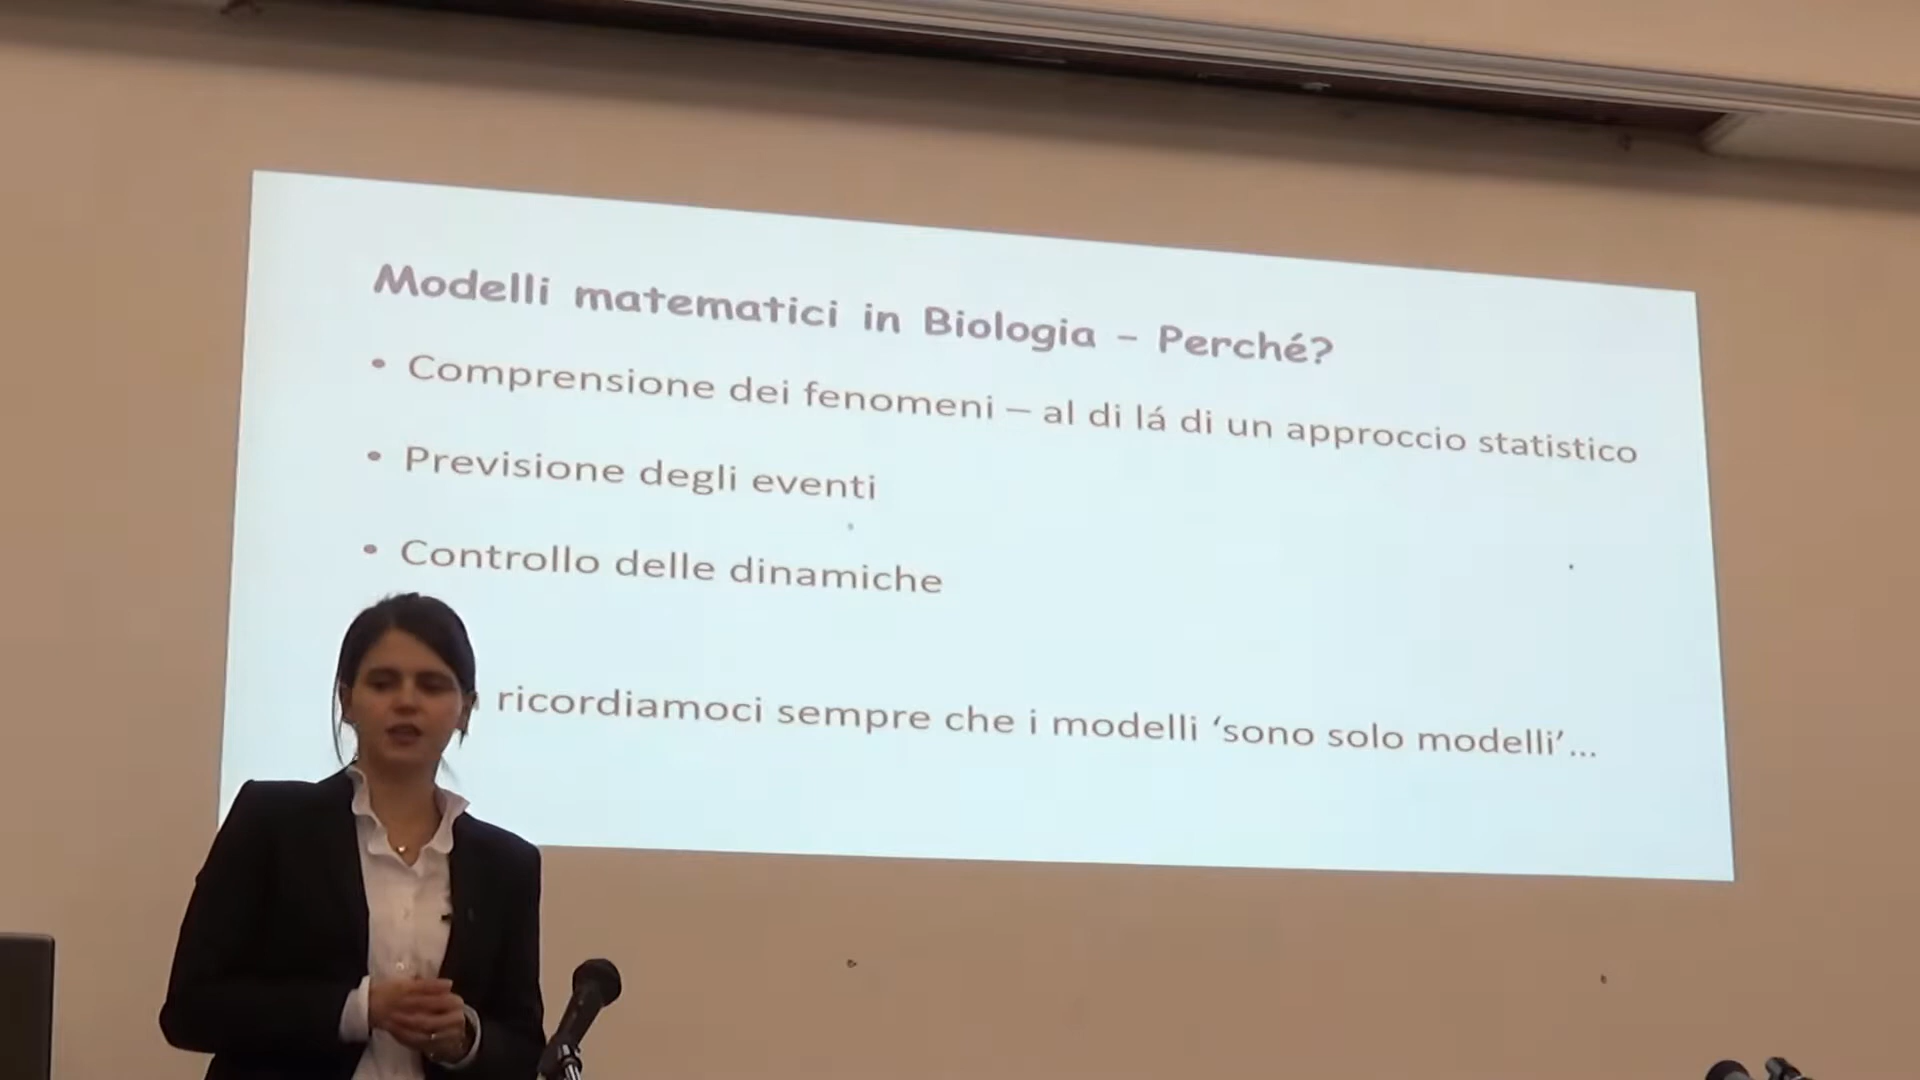 Modelli matematici in Biologia – Perché?
• Comprensione dei fenomeni – al di lá di un approccio statistico
• Previsione degli eventi
• Controllo delle dinamiche
ricordiamoci sempre che i modelli ‘sono solo modelli’...